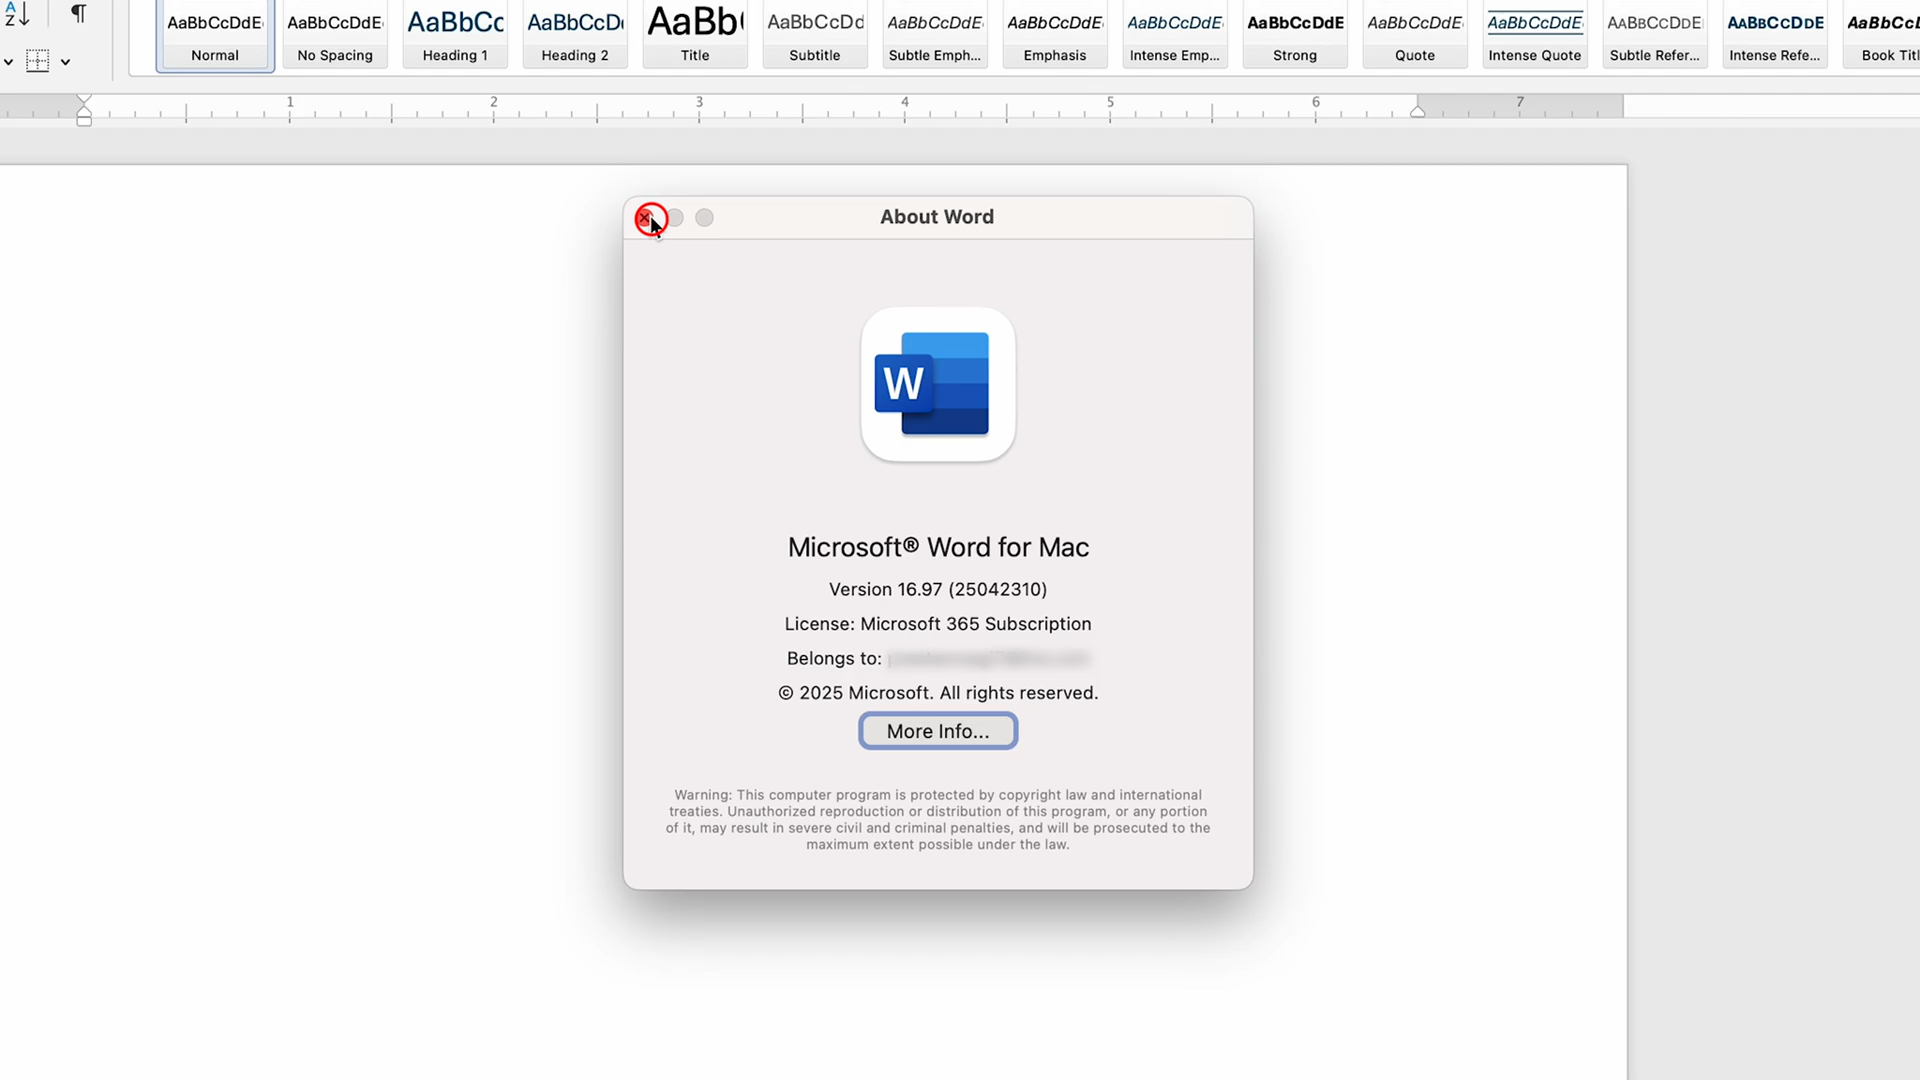 AaBbCcDdE AaBbCcDdE AaBbCc AaBbCcD AaBb AaBbCcDd AaBbCcDdE AaBbCcDdE AaBbCcDdE AaBbCcDdE AaBbCcDdE AaBbCcDdE AaBbCcDdE AaBbCcDdE AaBbCc
Normal No Spacing Heading 1 Heading 2 Title Subtitle Subtle Emph... Emphasis Intense Emp... Strong Quote Intense Quote Subtle Refer... Intense Refe... Book Titl
1 2 3 4 5 6 7
About Word
W
Microsoft® Word for Mac
Version 16.97 (25042310)
License: Microsoft 365 Subscription
Belongs to:
© 2025 Microsoft. All rights reserved.
More Info...
Warning: This computer program is protected by copyright law and international
treaties. Unauthorized reproduction or distribution of this program, or any portion
of it, may result in severe civil and criminal penalties, and will be prosecuted to the
maximum extent possible under the law.